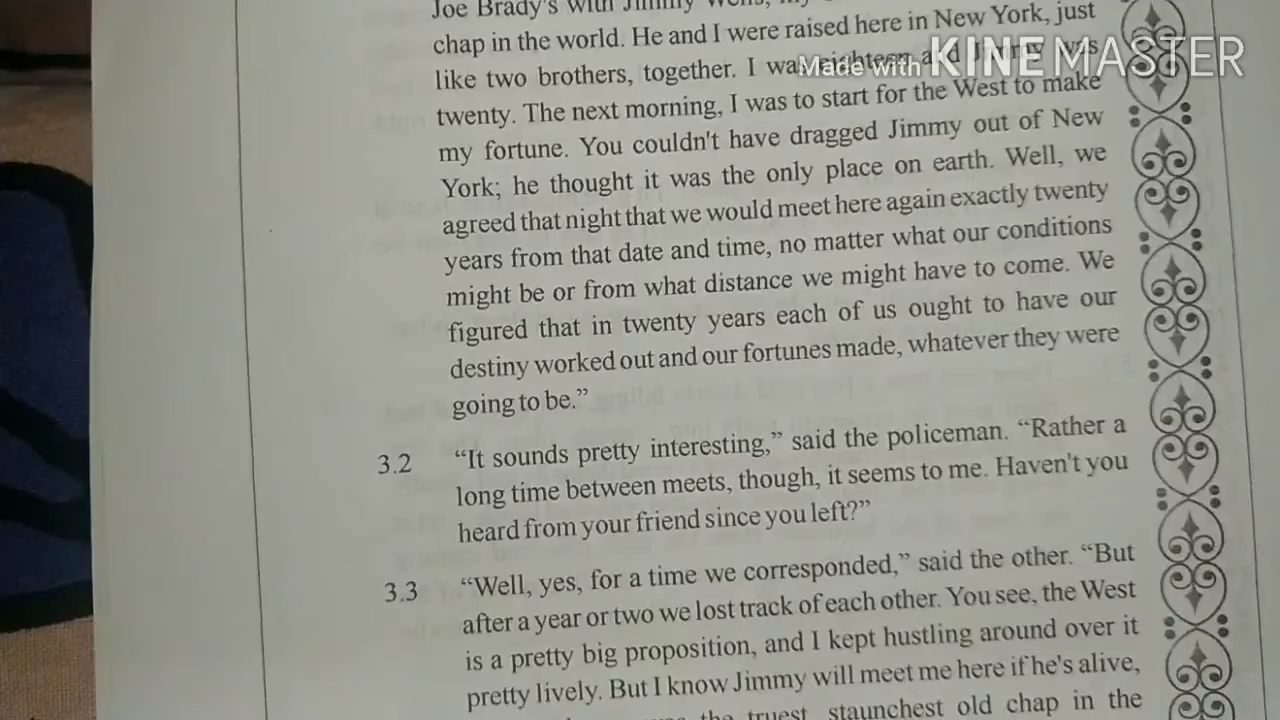 Joe Brady's with Jimmy Wells,
chap in the world. He and I were raised here in New York, just
like two brothers, together. I was eighteen and Jimmy was
Made with KINEMASTER
twenty. The next morning, I was to start for the West to make
my fortune. You couldn't have dragged Jimmy out of New
York; he thought it was the only place on earth. Well, we
agreed that night that we would meet here again exactly twenty
years from that date and time, no matter what our conditions
might be or from what distance we might have to come. We
figured that in twenty years each of us ought to have our
destiny worked out and our fortunes made, whatever they were
going to be.”
3.2 “It sounds pretty interesting,” said the policeman. “Rather a
long time between meets, though, it seems to me. Haven't you
heard from your friend since you left?”
3.3 “Well, yes, for a time we corresponded,” said the other. “But
after a year or two we lost track of each other. You see, the West
is a pretty big proposition, and I kept hustling around over it
pretty lively. But I know Jimmy will meet me here if he's alive,
the truest, staunchest old chap in the